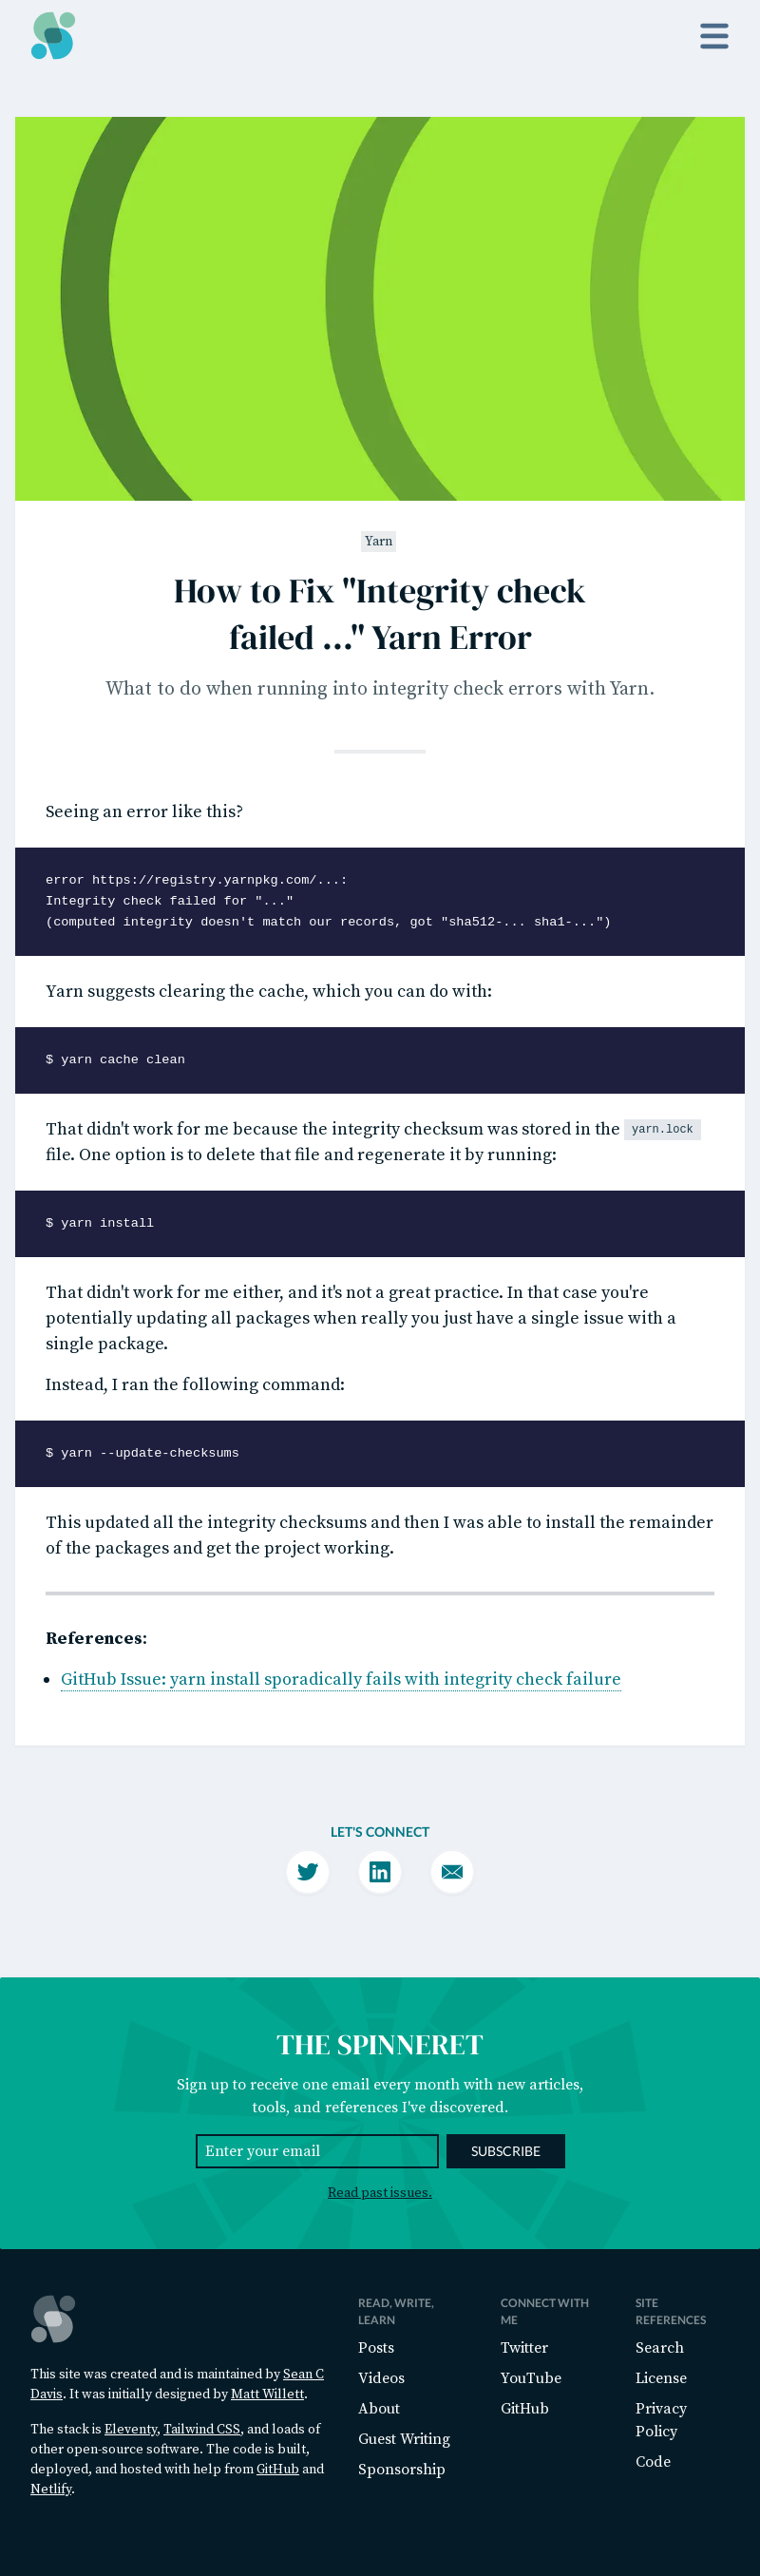 Yarn
How to Fix "Integrity check
failed ..." Yarn Error
What to do when running into integrity check errors with Yarn.
Seeing an error like this?
error https://registry.yarnpkg.com/...:
Integrity check failed for "..."
(computed integrity doesn't match our records, got "sha512-... sha1-...")
Yarn suggests clearing the cache, which you can do with:
$ yarn cache clean
That didn't work for me because the integrity checksum was stored in the yarn.lock
file. One option is to delete that file and regenerate it by running:
$ yarn install
That didn't work for me either, and it's not a great practice. In that case you're
potentially updating all packages when really you just have a single issue with a
single package.
Instead, I ran the following command:
$ yarn --update-checksums
This updated all the integrity checksums and then I was able to install the remainder
of the packages and get the project working.
References:
GitHub Issue: yarn install sporadically fails with integrity check failure
LET'S CONNECT
THE SPINNERET
Sign up to receive one email every month with new articles,
tools, and references I've discovered.
Enter your email
SUBSCRIBE
Read past issues.
This site was created and is maintained by Sean C
Davis. It was initially designed by Matt Willett.
The stack is Eleventy, Tailwind CSS, and loads of
other open-source software. The code is built,
deployed, and hosted with help from GitHub and
Netlify.
READ, WRITE,
LEARN
Posts
Videos
About
Guest Writing
Sponsorship
CONNECT WITH
ME
Twitter
YouTube
GitHub
SITE
REFERENCES
Search
License
Privacy
Policy
Code